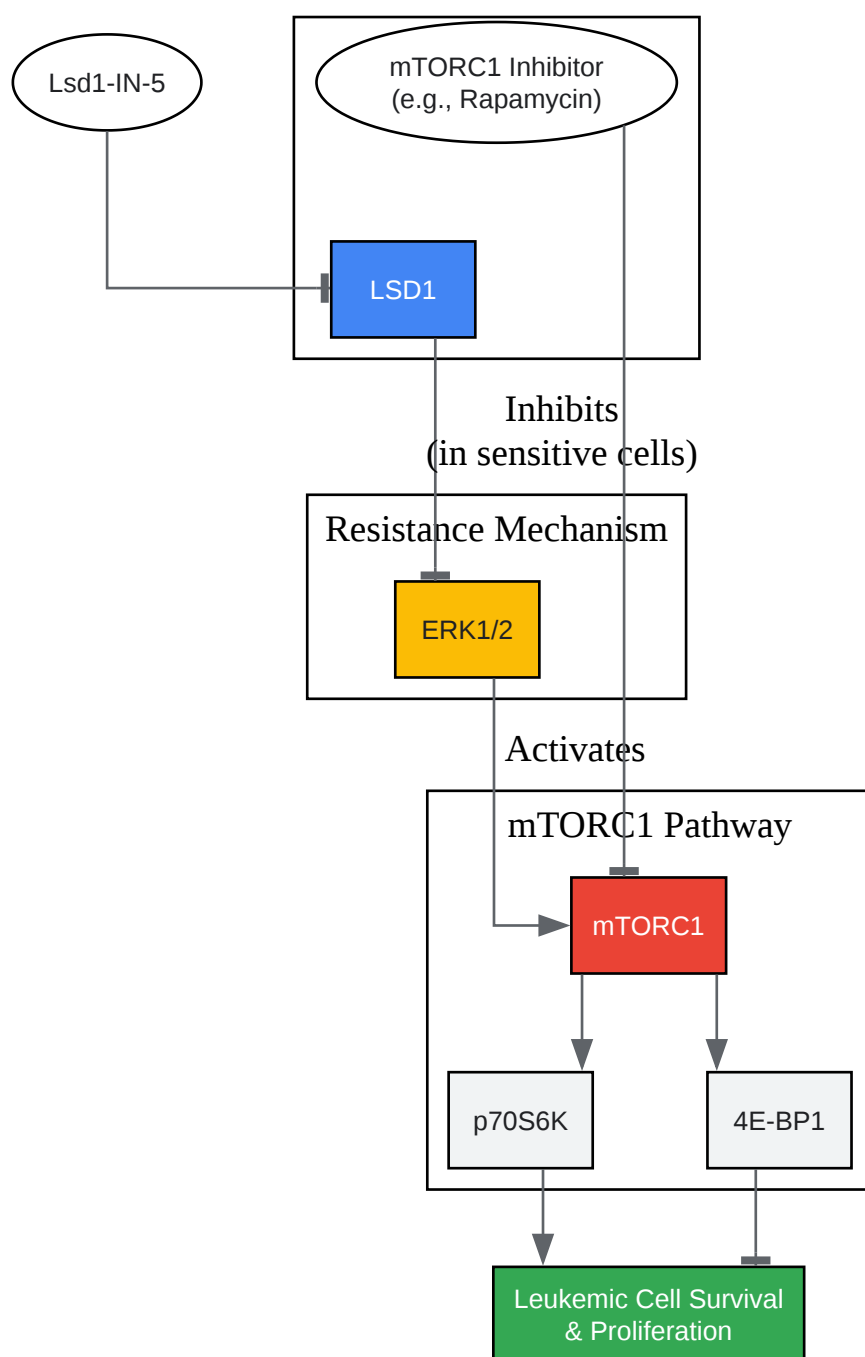 Lsd1-IN-5
mTORC1 Inhibitor
(e.g., Rapamycin)
LSD1
Inhibits
(in sensitive cells)
Resistance Mechanism
ERK1/2
Activates
mTORC1 Pathway
mTORC1
p70S6K
4E-BP1
Leukemic Cell Survival
& Proliferation